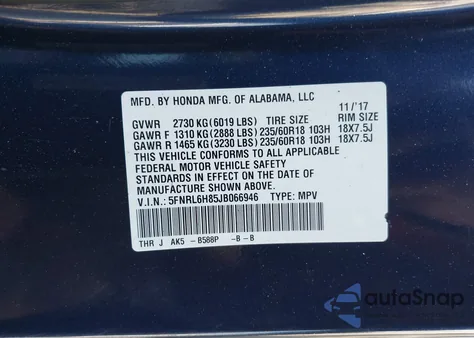 MFD. BY HONDA MFG. OF ALABAMA, LLC
11/'17
GVWR 2730 KG(6019 LBS) TIRE SIZE RIM SIZE
GAWR F 1310 KG(2888 LBS) 235/60R18 103H 18X7.5J
GAWR R 1465 KG(3230 LBS) 235/60R18 103H 18X7.5J
THIS VEHICLE CONFORMS TO ALL APPLICABLE
FEDERAL MOTOR VEHICLE SAFETY
STANDARDS IN EFFECT ON THE DATE OF
MANUFACTURE SHOWN ABOVE.
V.I.N.: 5FNRL6H85JB066946 TYPE: MPV
THR J AK5 -B588P -B-B
autoSnap